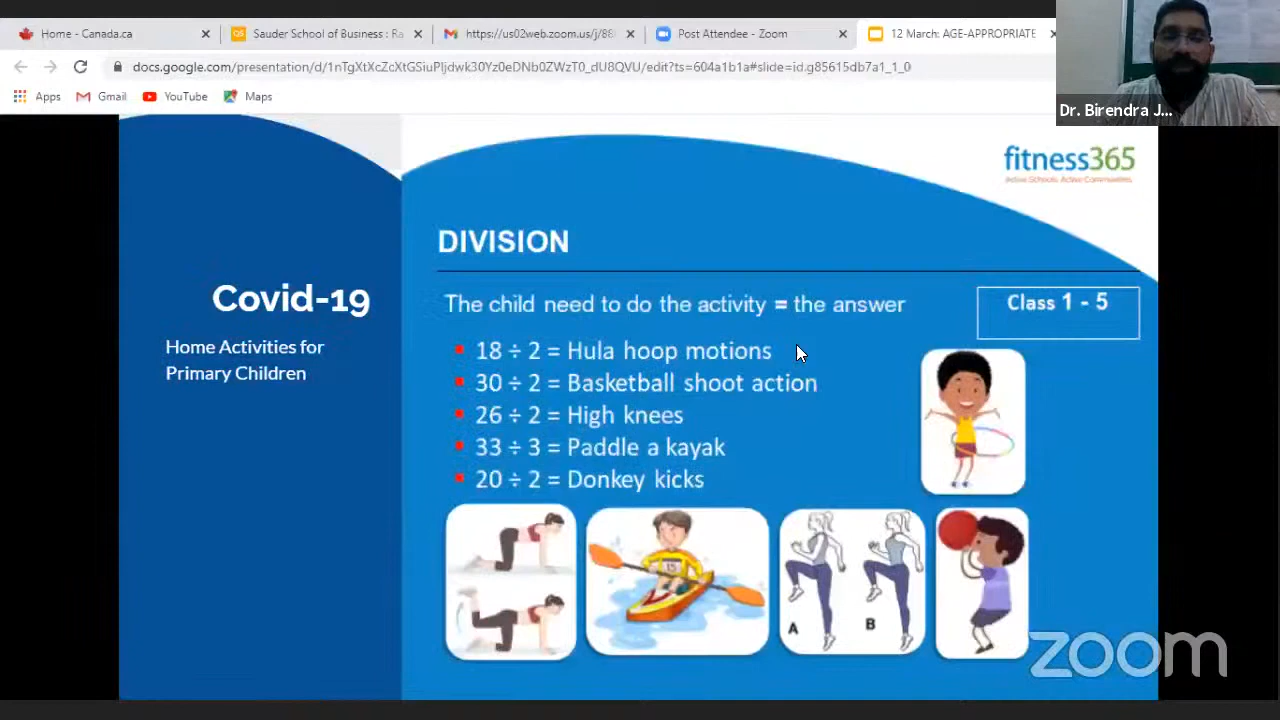 Home - Canada.ca
Sauder School of Business : Ra
https://us02web.zoom.us/j/88
Post Attendee - Zoom
12 March: AGE-APPROPRIATE
docs.google.com/presentation/d/1nTgXtXcZcXtGSiuPljdwk30Yz0eDNb0ZWzT0_dU8QVU/edit?ts=604a1b1a#slide=id.g85615db7a1_1_0
Apps
Gmail
YouTube
Maps
Dr. Birendra J...
fitness365
Active Schools, Active Communities.
DIVISION
Covid-19
Home Activities for
Primary Children
The child need to do the activity = the answer
Class 1 - 5
18 ÷ 2 = Hula hoop motions
30 ÷ 2 = Basketball shoot action
26 ÷ 2 = High knees
33 ÷ 3 = Paddle a kayak
20 ÷ 2 = Donkey kicks
15
A
B
zoom